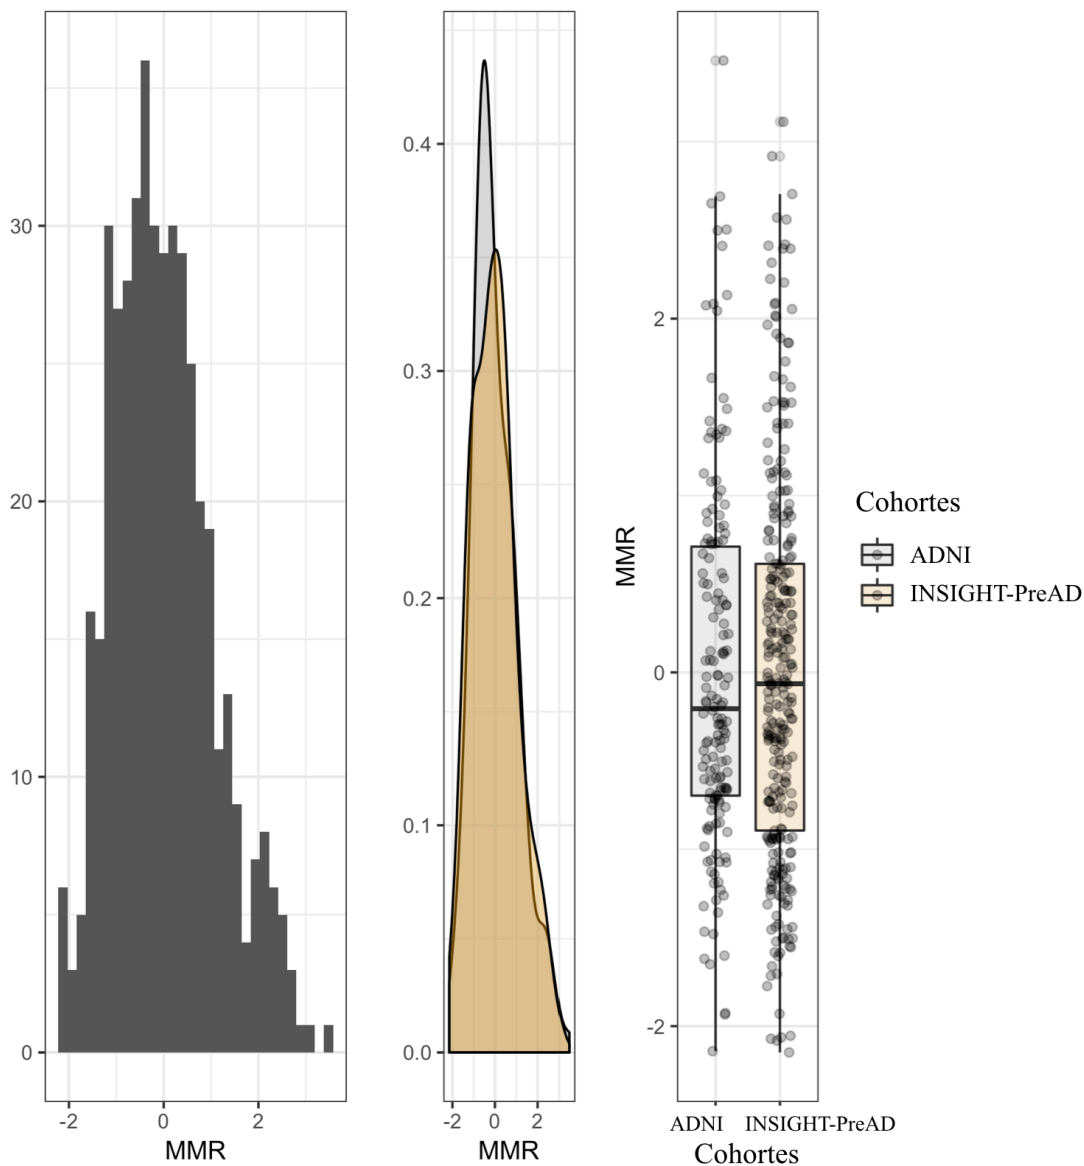 30
20
10
0
-2 0 2
MMR
0.4
0.3
0.2
0.1
0.0
-2 0 2
MMR
MMR
2
0
-2
ADNI INSIGHT-PreAD
Cohortes
Cohortes
ADNI
INSIGHT-PreAD